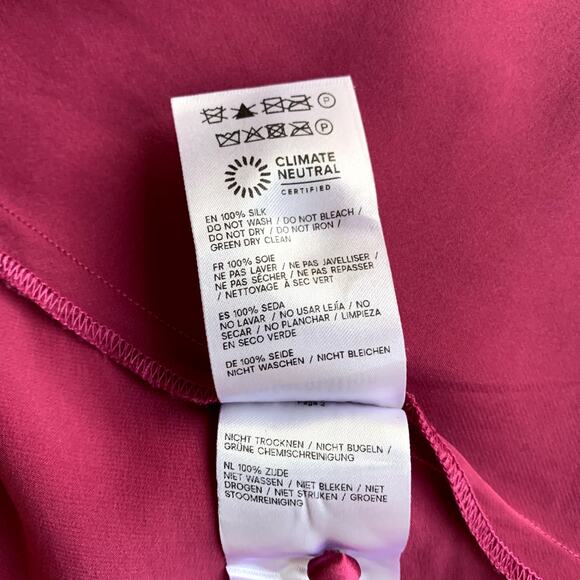 P
P
CLIMATE
NEUTRAL
CERTIFIED
EN 100% SILK
DO NOT WASH / DO NOT BLEACH /
DO NOT DRY / DO NOT IRON /
GREEN DRY CLEAN
FR 100% SOIE
NE PAS LAVER / NE PAS JAVELLISER /
NE PAS SÉCHER / NE PAS REPASSER
/ NETTOYAGE À SEC VERT
ES 100% SEDA
NO LAVAR / NO USAR LEJÍA / NO
SECAR / NO PLANCHAR / LIMPIEZA
EN SECO VERDE
DE 100% SEIDE
NICHT WASCHEN / NICHT BLEICHEN
NICHT TROCKNEN / NICHT BUGELN /
GRÜNE CHEMISCHREINIGUNG
NL 100% ZIJDE
NIET WASSEN / NIET BLEKEN / NIET
DROGEN / NIET STRIJKEN / GROENE
STOOMREINIGING